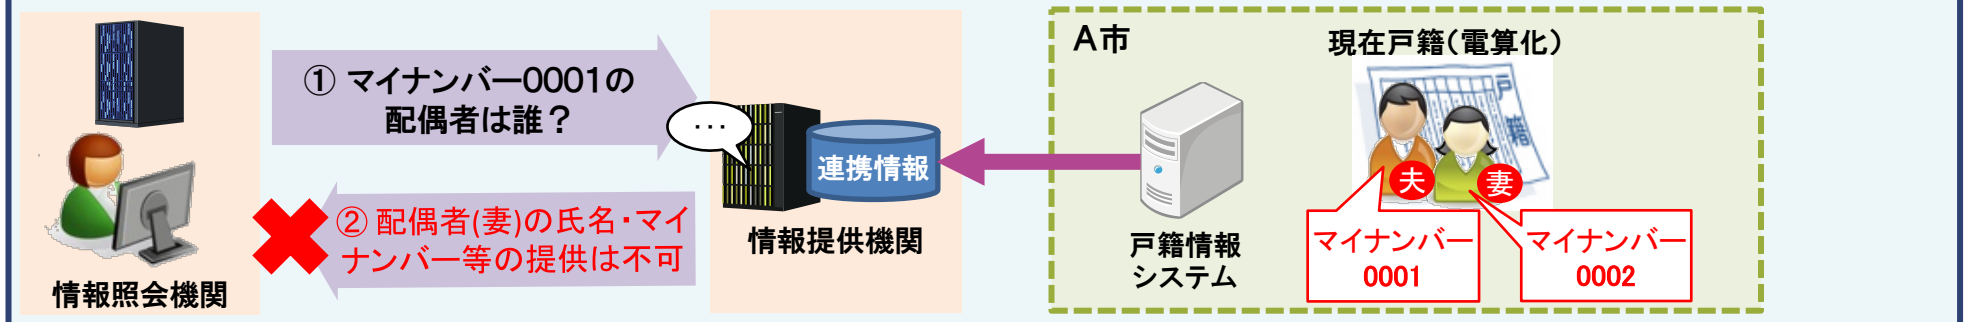 ① マイナンバー0001の
配偶者は誰？
② 配偶者(妻)の氏名・マイ
ナンバー等の提供は不可
情報照会機関
・・・
連携情報
情報提供機関
A市
現在戸籍（電算化）
戸籍
夫
妻
戸籍情報
システム
マイナンバー
0001
マイナンバー
0002